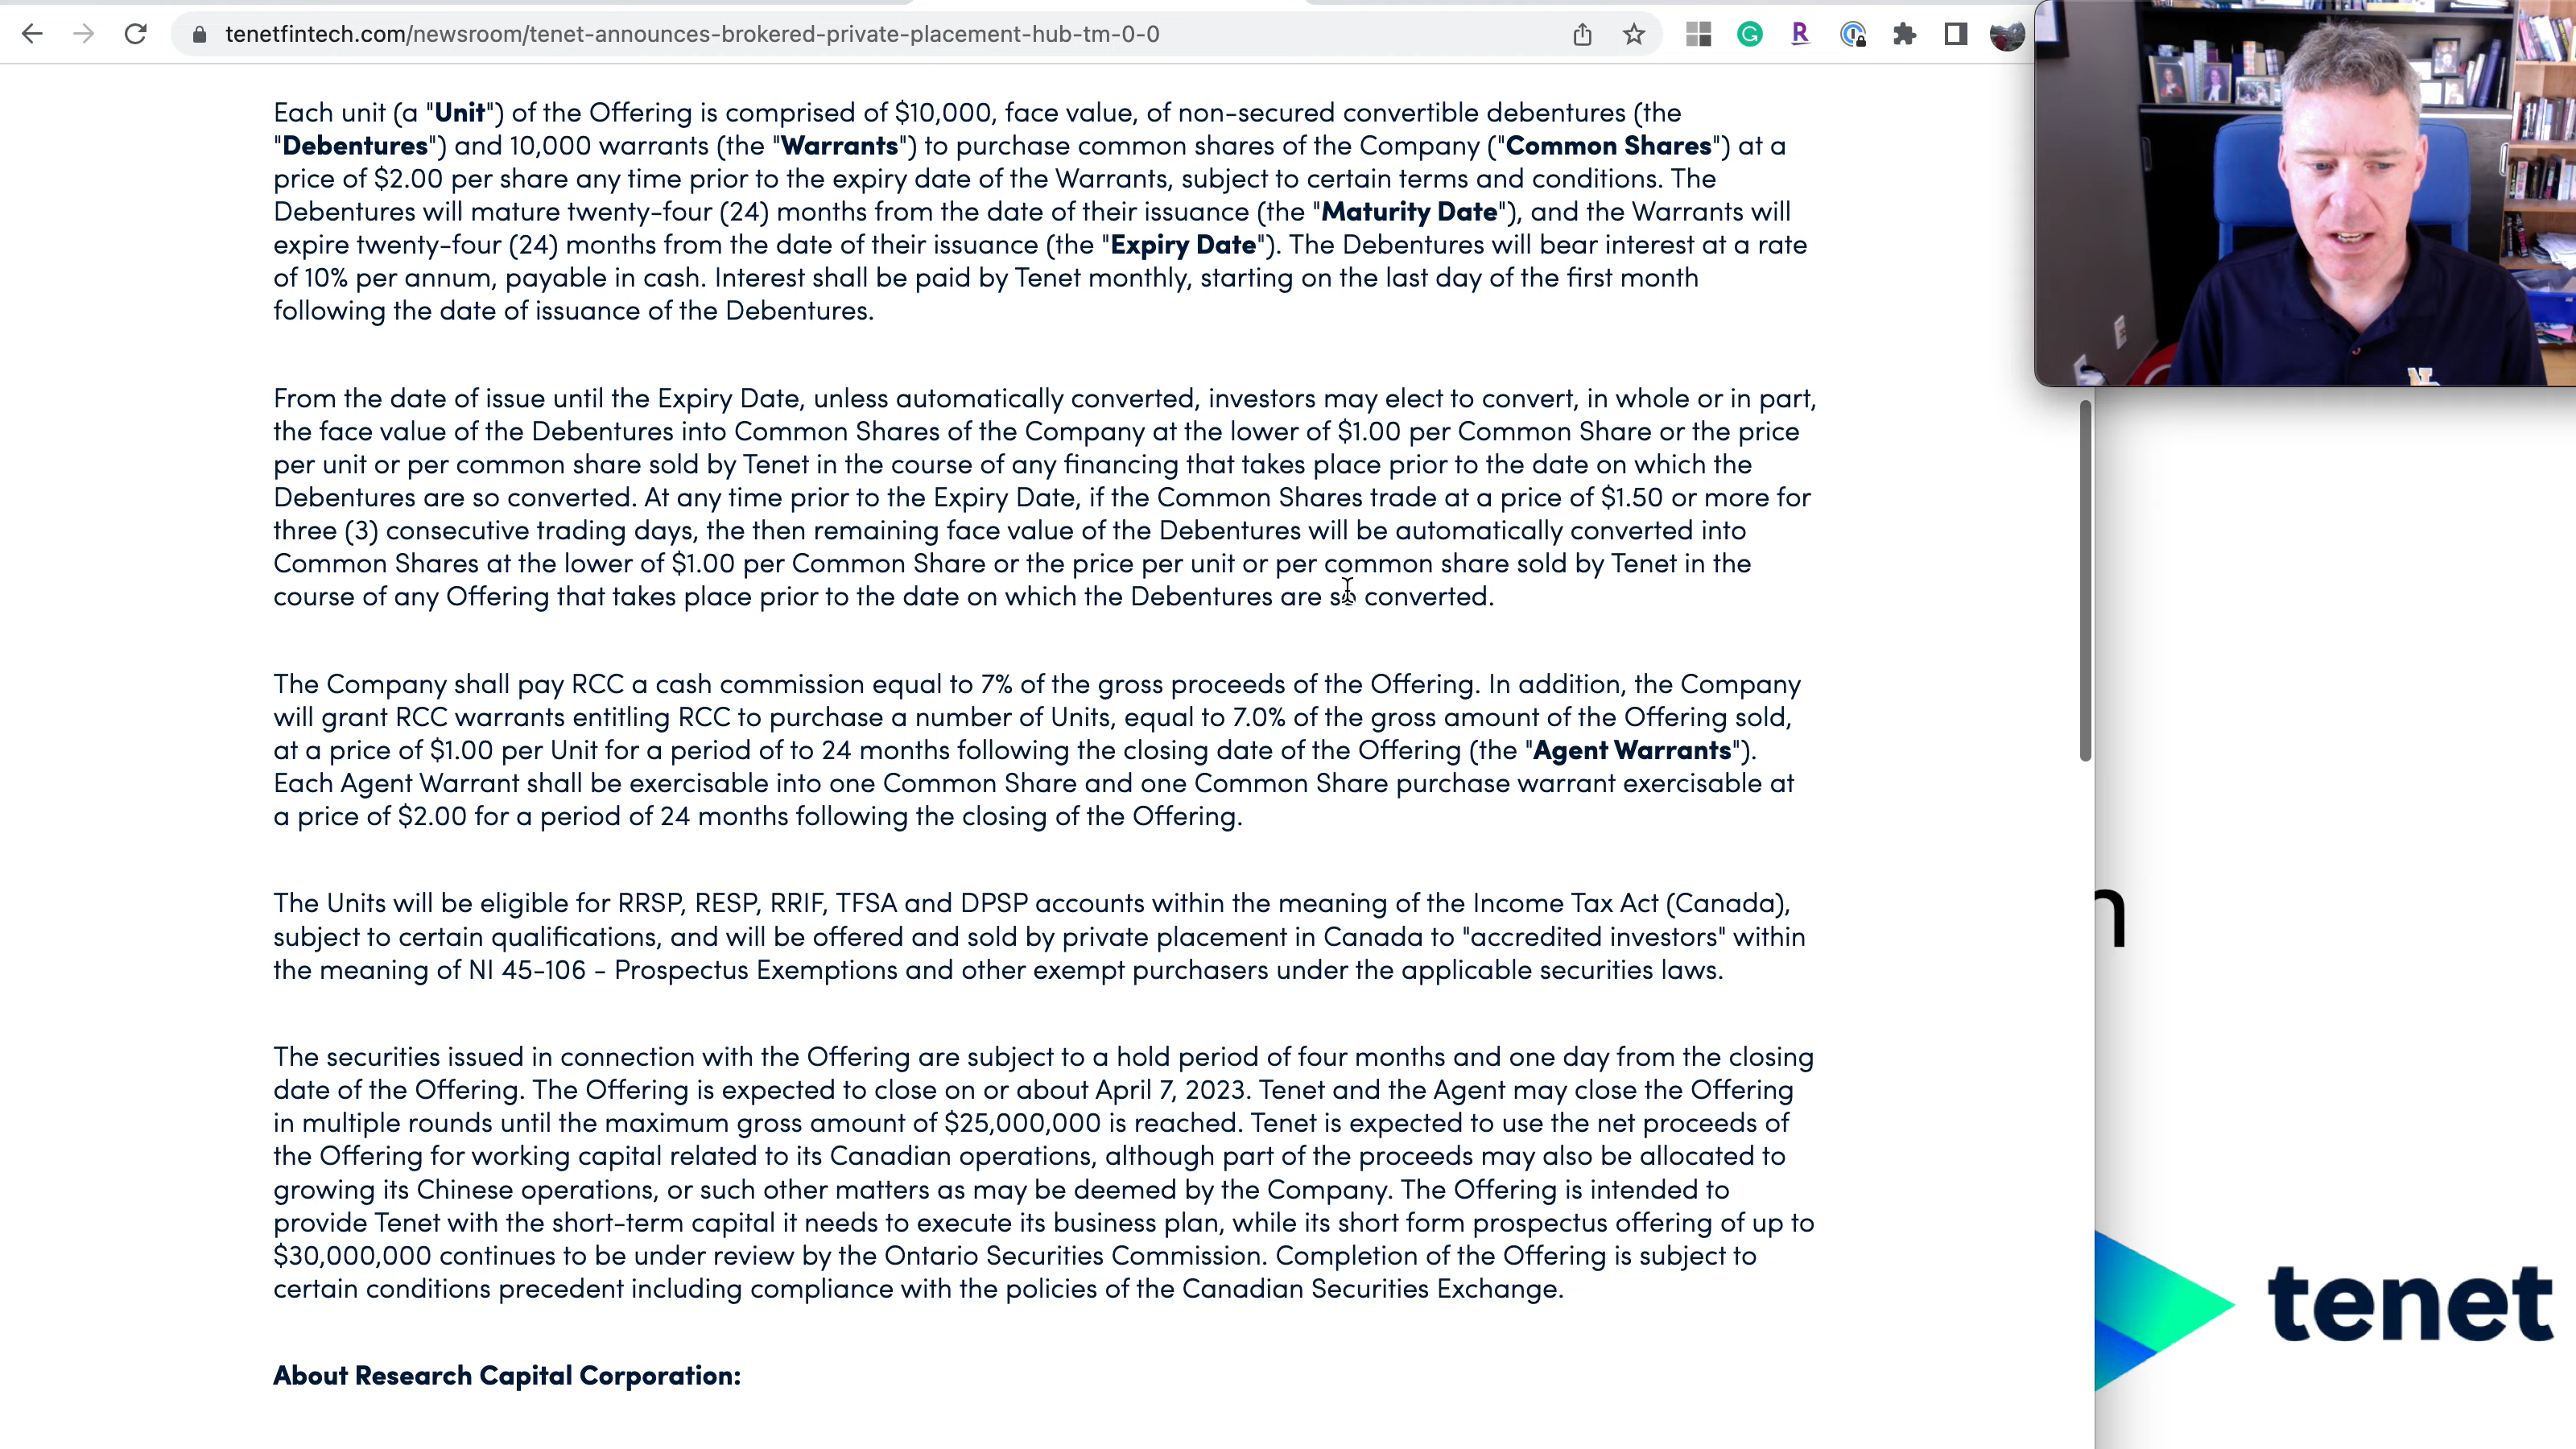 tenetfintech.com/newsroom/tenet-announces-brokered-private-placement-hub-tm-0-0
Each unit (a "Unit") of the Offering is comprised of $10,000, face value, of non-secured convertible debentures (the
"Debentures") and 10,000 warrants (the "Warrants") to purchase common shares of the Company ("Common Shares") at a
price of $2.00 per share any time prior to the expiry date of the Warrants, subject to certain terms and conditions. The
Debentures will mature twenty-four (24) months from the date of their issuance (the "Maturity Date"), and the Warrants will
expire twenty-four (24) months from the date of their issuance (the "Expiry Date"). The Debentures will bear interest at a rate
of 10% per annum, payable in cash. Interest shall be paid by Tenet monthly, starting on the last day of the first month
following the date of issuance of the Debentures.
From the date of issue until the Expiry Date, unless automatically converted, investors may elect to convert, in whole or in part,
the face value of the Debentures into Common Shares of the Company at the lower of $1.00 per Common Share or the price
per unit or per common share sold by Tenet in the course of any financing that takes place prior to the date on which the
Debentures are so converted. At any time prior to the Expiry Date, if the Common Shares trade at a price of $1.50 or more for
three (3) consecutive trading days, the then remaining face value of the Debentures will be automatically converted into
Common Shares at the lower of $1.00 per Common Share or the price per unit or per common share sold by Tenet in the
course of any Offering that takes place prior to the date on which the Debentures are so converted.
The Company shall pay RCC a cash commission equal to 7% of the gross proceeds of the Offering. In addition, the Company
will grant RCC warrants entitling RCC to purchase a number of Units, equal to 7.0% of the gross amount of the Offering sold,
at a price of $1.00 per Unit for a period of to 24 months following the closing date of the Offering (the "Agent Warrants").
Each Agent Warrant shall be exercisable into one Common Share and one Common Share purchase warrant exercisable at
a price of $2.00 for a period of 24 months following the closing of the Offering.
The Units will be eligible for RRSP, RESP, RRIF, TFSA and DPSP accounts within the meaning of the Income Tax Act (Canada),
subject to certain qualifications, and will be offered and sold by private placement in Canada to "accredited investors" within
the meaning of NI 45-106 - Prospectus Exemptions and other exempt purchasers under the applicable securities laws.
The securities issued in connection with the Offering are subject to a hold period of four months and one day from the closing
date of the Offering. The Offering is expected to close on or about April 7, 2023. Tenet and the Agent may close the Offering
in multiple rounds until the maximum gross amount of $25,000,000 is reached. Tenet is expected to use the net proceeds of
the Offering for working capital related to its Canadian operations, although part of the proceeds may also be allocated to
growing its Chinese operations, or such other matters as may be deemed by the Company. The Offering is intended to
provide Tenet with the short-term capital it needs to execute its business plan, while its short form prospectus offering of up to
$30,000,000 continues to be under review by the Ontario Securities Commission. Completion of the Offering is subject to
certain conditions precedent including compliance with the policies of the Canadian Securities Exchange.
About Research Capital Corporation:
n
tenet